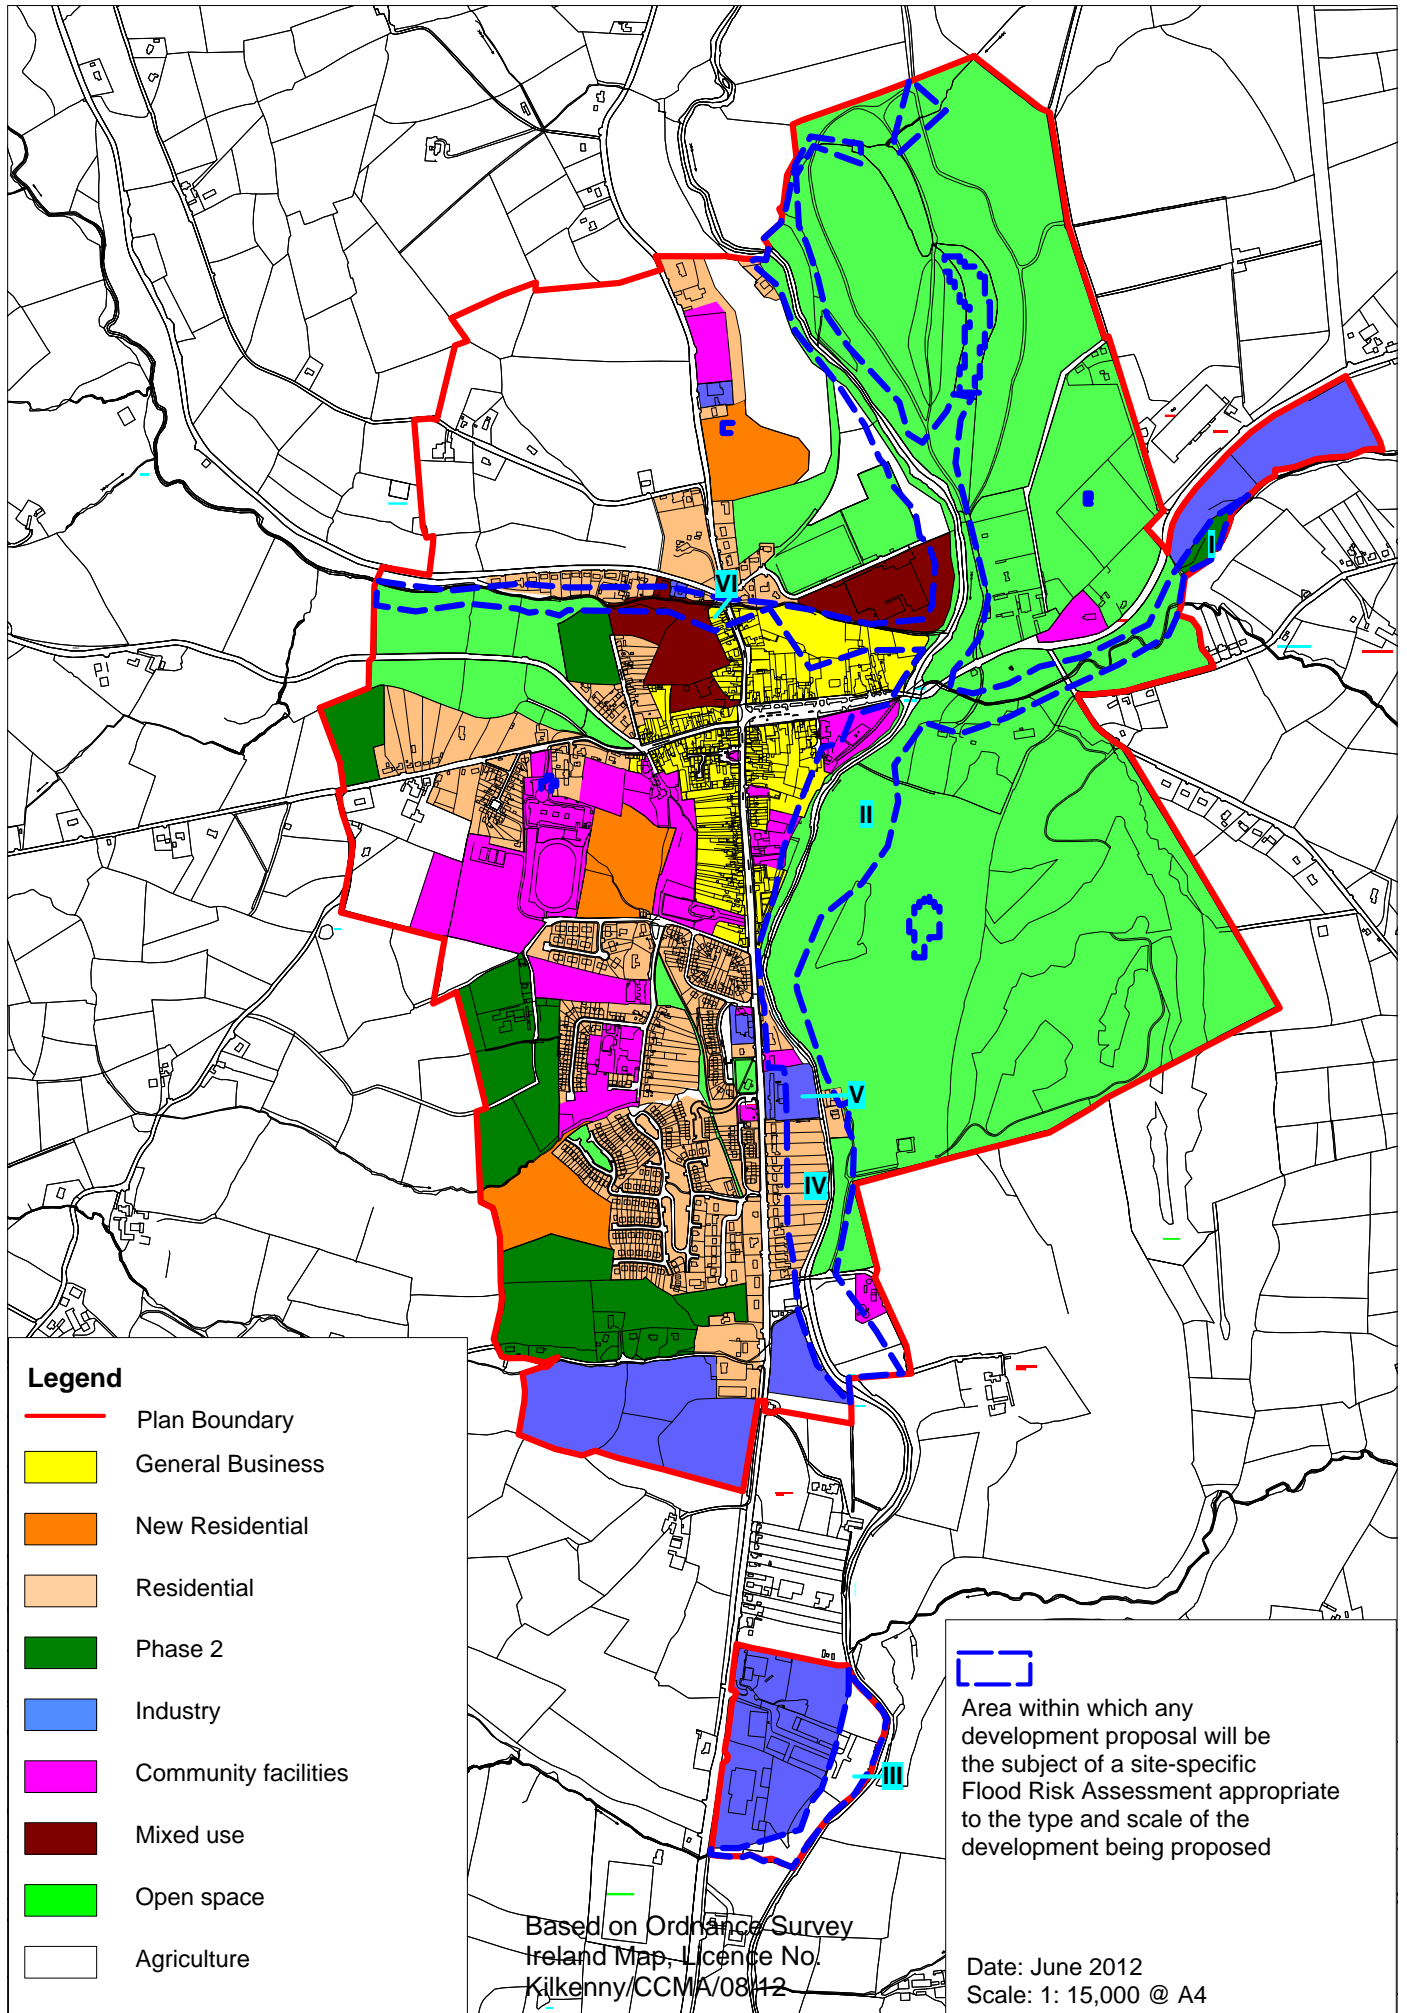 I
VI
II
V
IV
III
Legend
Plan Boundary
General Business
New Residential
Residential
Phase 2
Industry
Community facilities
Mixed use
Open space
Agriculture
Based on Ordnance Survey
Ireland Map, Licence No.
Kilkenny/CCMA/08/12
Area within which any
development proposal will be
the subject of a site-specific
Flood Risk Assessment appropriate
to the type and scale of the
development being proposed
Date: June 2012
Scale: 1: 15,000 @ A4